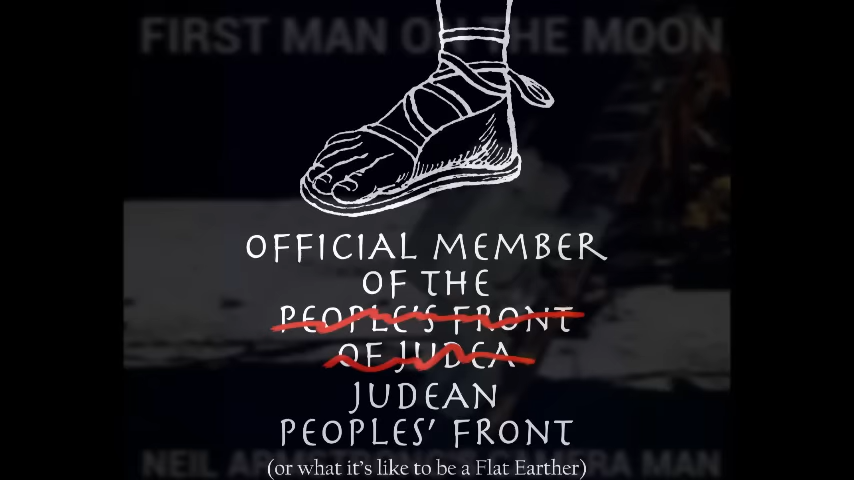 FIRST MAN ON THE MOON
OFFICIAL MEMBER
OF THE
PEOPLE'S FRONT
OF JUDEA
JUDEAN
PEOPLES' FRONT
(or what it's like to be a Flat Earther)
NEIL MAN